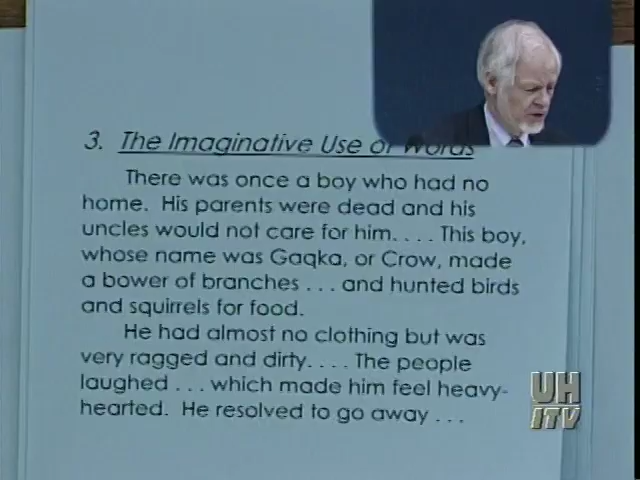 3. The Imaginative Use of Words
There was once a boy who had no
home. His parents were dead and his
uncles would not care for him. . . . This boy,
whose name was Gaqka, or Crow, made
a bower of branches . . . and hunted birds
and squirrels for food.
He had almost no clothing but was
very ragged and dirty. . . . The people
laughed . . . which made him feel heavy-
hearted. He resolved to go away . . .
UH
ITV